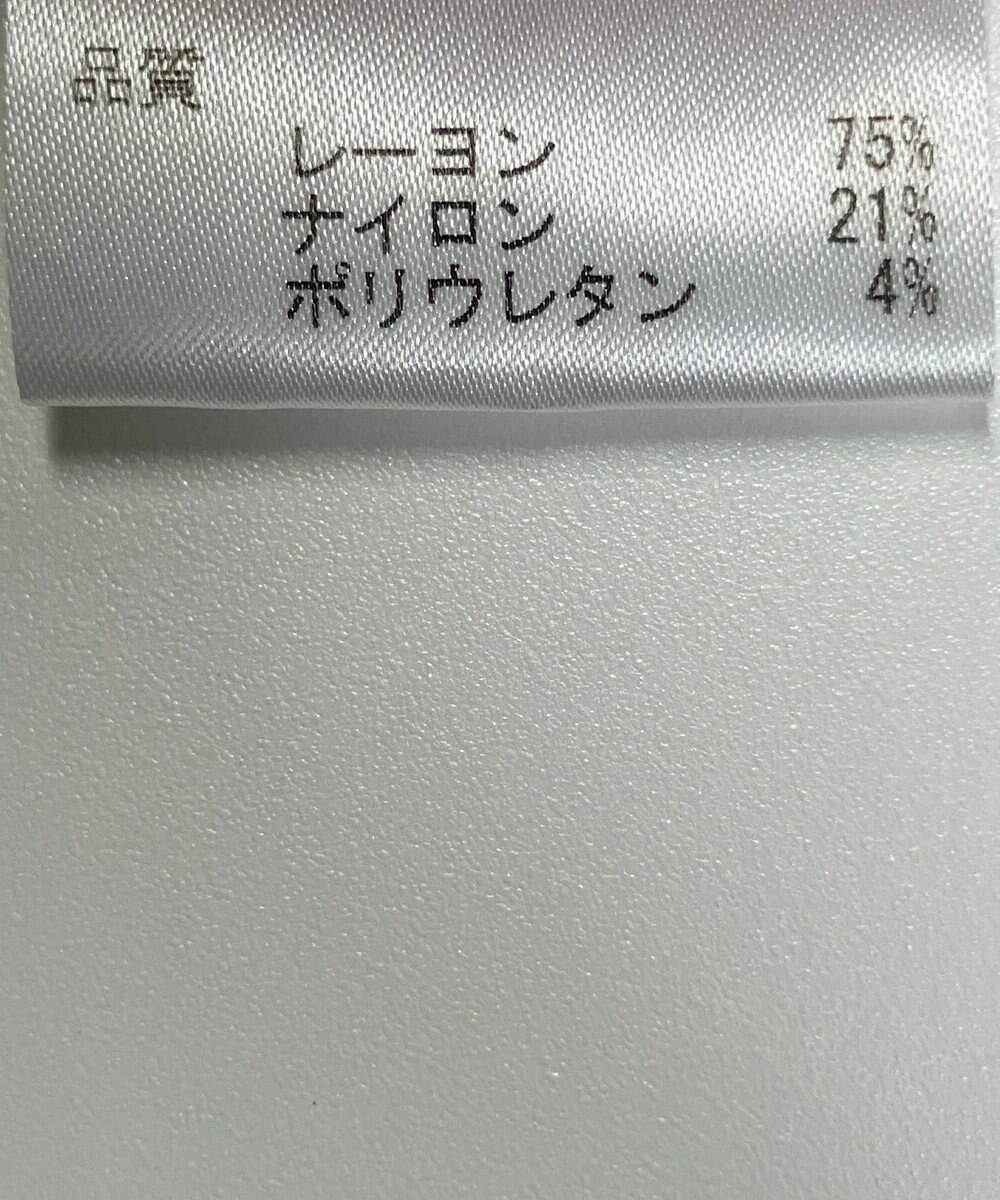 品質
レーヨン 75%
ナイロン 21%
ポリウレタン 4%